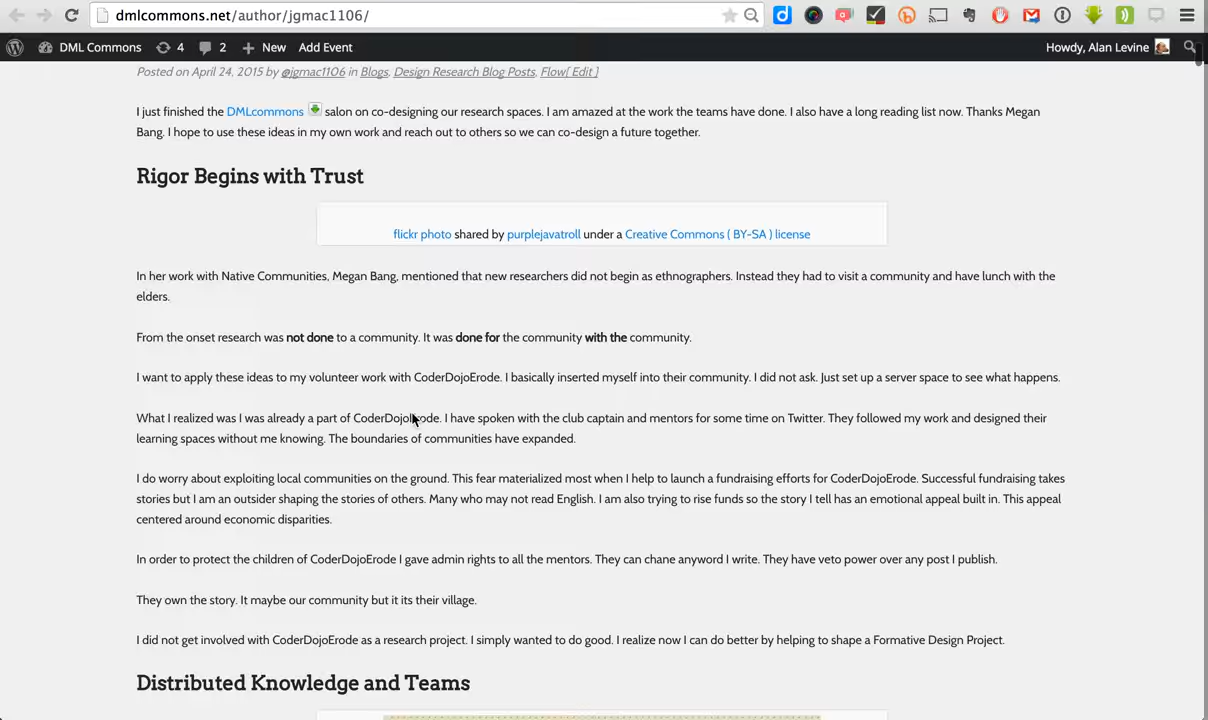 dmlcommons.net/author/jgmac1106/
DML Commons 4 2 New Add Event Howdy, Alan Levine
Posted on April 24, 2015 by @jgmac1106 in Blogs, Design Research Blog Posts, Flow[ Edit ]
I just finished the DMLcommons salon on co-designing our research spaces. I am amazed at the work the teams have done. I also have a long reading list now. Thanks Megan
Bang. I hope to use these ideas in my own work and reach out to others so we can co-design a future together.
Rigor Begins with Trust
flickr photo shared by purplejavatroll under a Creative Commons ( BY-SA ) license
In her work with Native Communities, Megan Bang, mentioned that new researchers did not begin as ethnographers. Instead they had to visit a community and have lunch with the
elders.
From the onset research was not done to a community. It was done for the community with the community.
I want to apply these ideas to my volunteer work with CoderDojoErode. I basically inserted myself into their community. I did not ask. Just set up a server space to see what happens.
What I realized was I was already a part of CoderDojoErode. I have spoken with the club captain and mentors for some time on Twitter. They followed my work and designed their
learning spaces without me knowing. The boundaries of communities have expanded.
I do worry about exploiting local communities on the ground. This fear materialized most when I help to launch a fundraising efforts for CoderDojoErode. Successful fundraising takes
stories but I am an outsider shaping the stories of others. Many who may not read English. I am also trying to rise funds so the story I tell has an emotional appeal built in. This appeal
centered around economic disparities.
In order to protect the children of CoderDojoErode I gave admin rights to all the mentors. They can chane anyword I write. They have veto power over any post I publish.
They own the story. It maybe our community but it its their village.
I did not get involved with CoderDojoErode as a research project. I simply wanted to do good. I realize now I can do better by helping to shape a Formative Design Project.
Distributed Knowledge and Teams